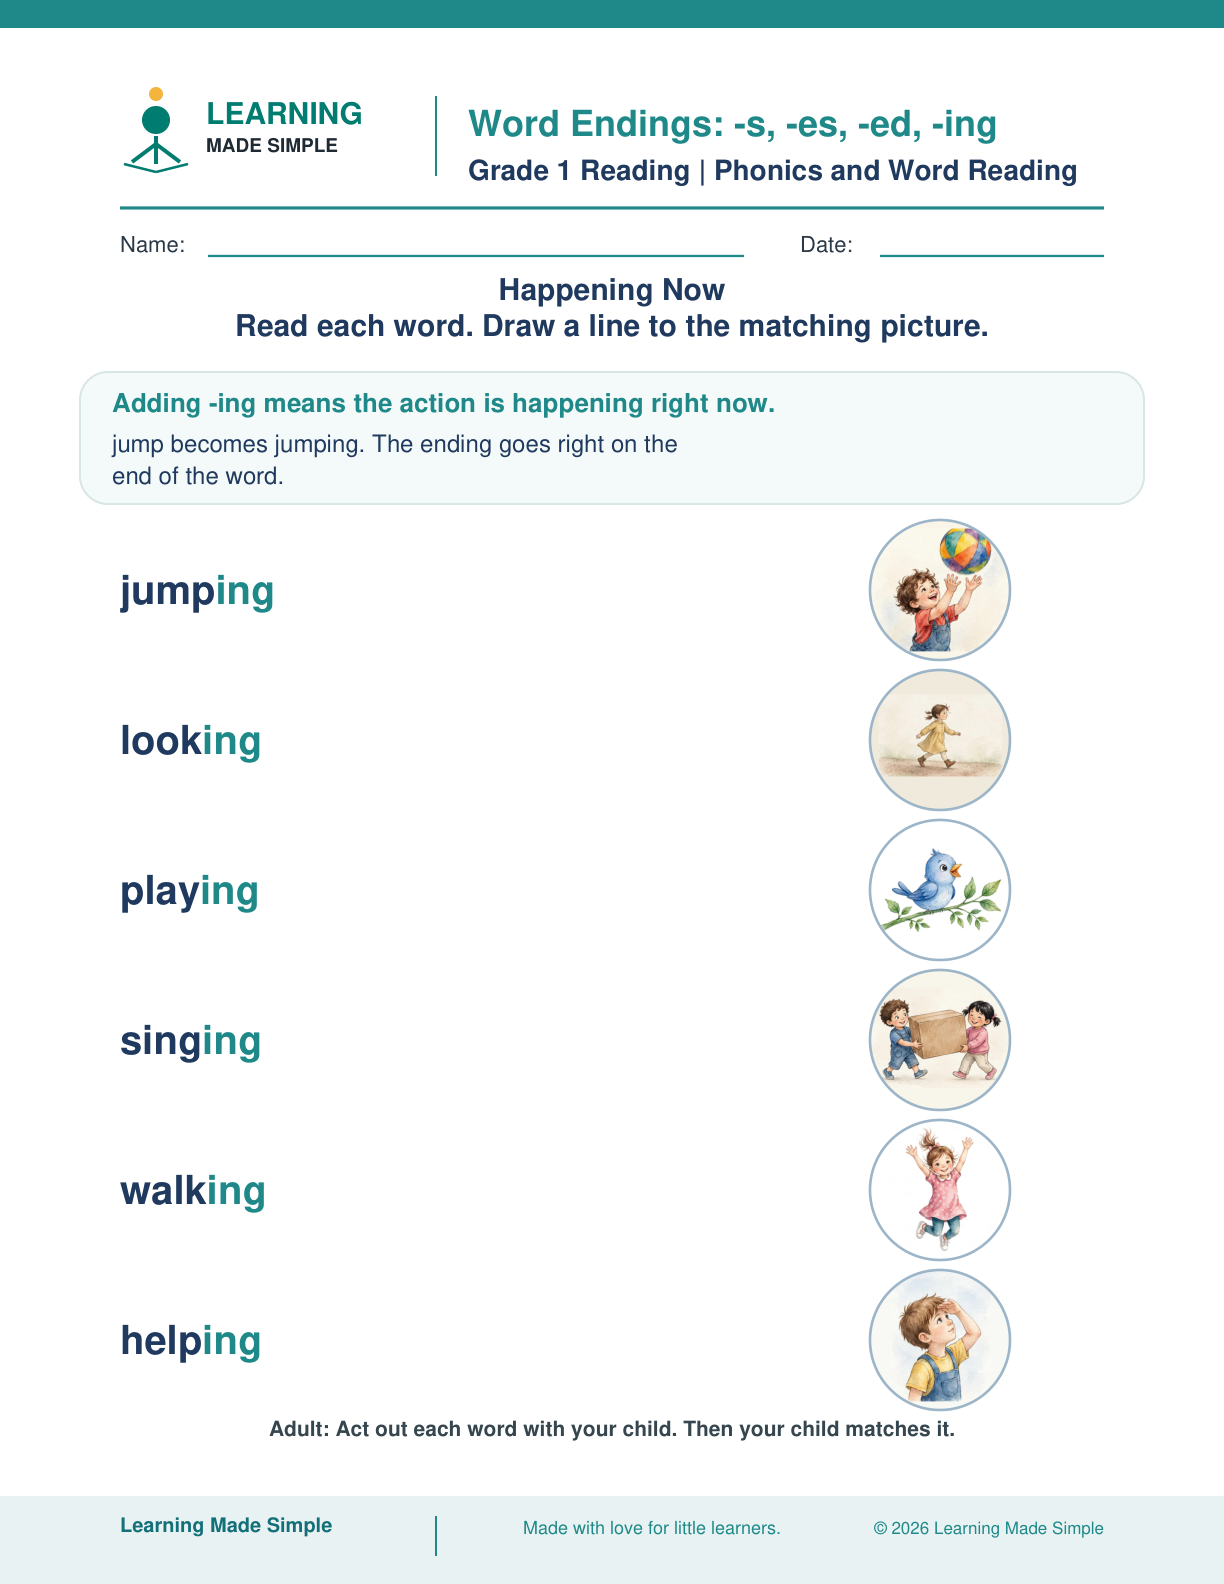 LEARNING
MADE SIMPLE
Word Endings: -s, -es, -ed, -ing
Grade 1 Reading | Phonics and Word Reading
Name:
Date:
Happening Now
Read each word. Draw a line to the matching picture.
Adding -ing means the action is happening right now.
jump becomes jumping. The ending goes right on the
end of the word.
jumping
looking
playing
singing
walking
helping
Adult: Act out each word with your child. Then your child matches it.
Learning Made Simple
Made with love for little learners.
© 2026 Learning Made Simple